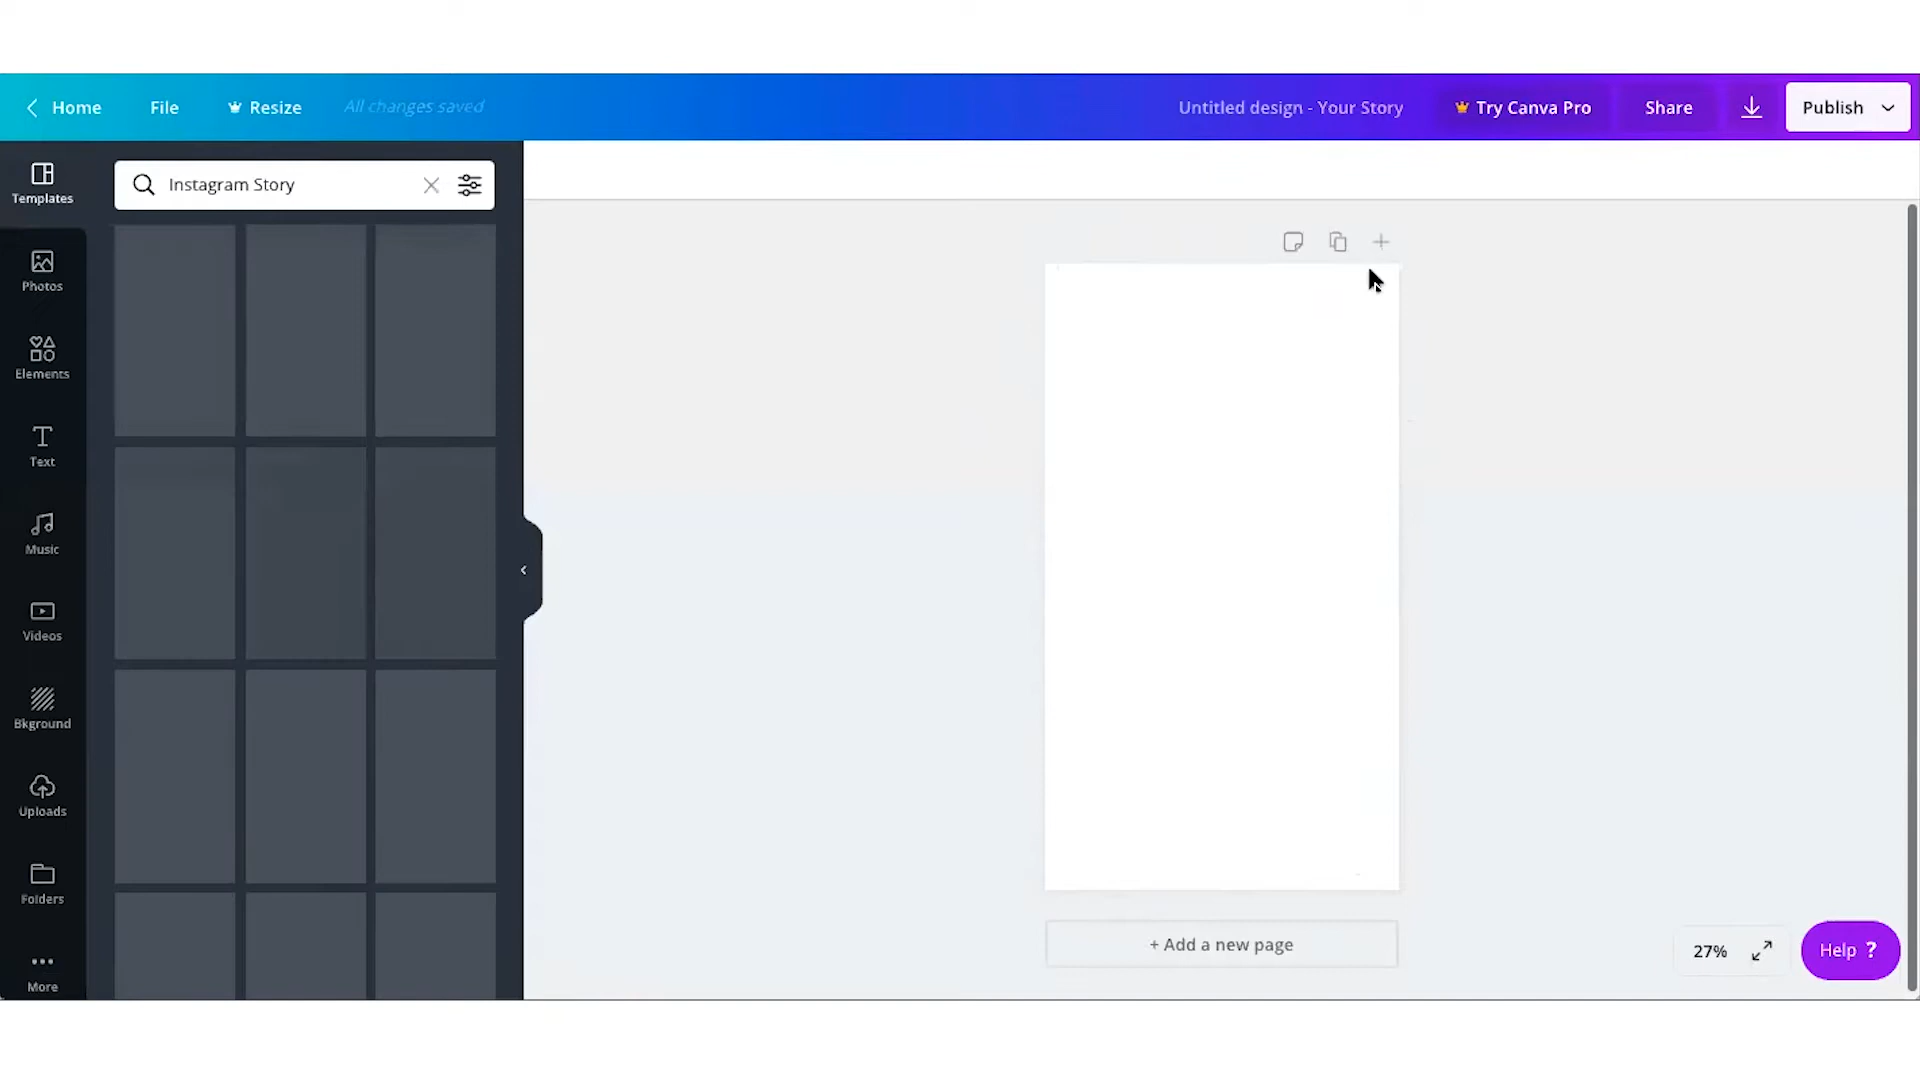 Home
File
Resize
All changes saved
Untitled design - Your Story
Try Canva Pro
Share
Publish
Templates
Instagram Story
Photos
Elements
Text
Music
Videos
Bkground
Uploads
Folders
More
+ Add a new page
27%
Help ?